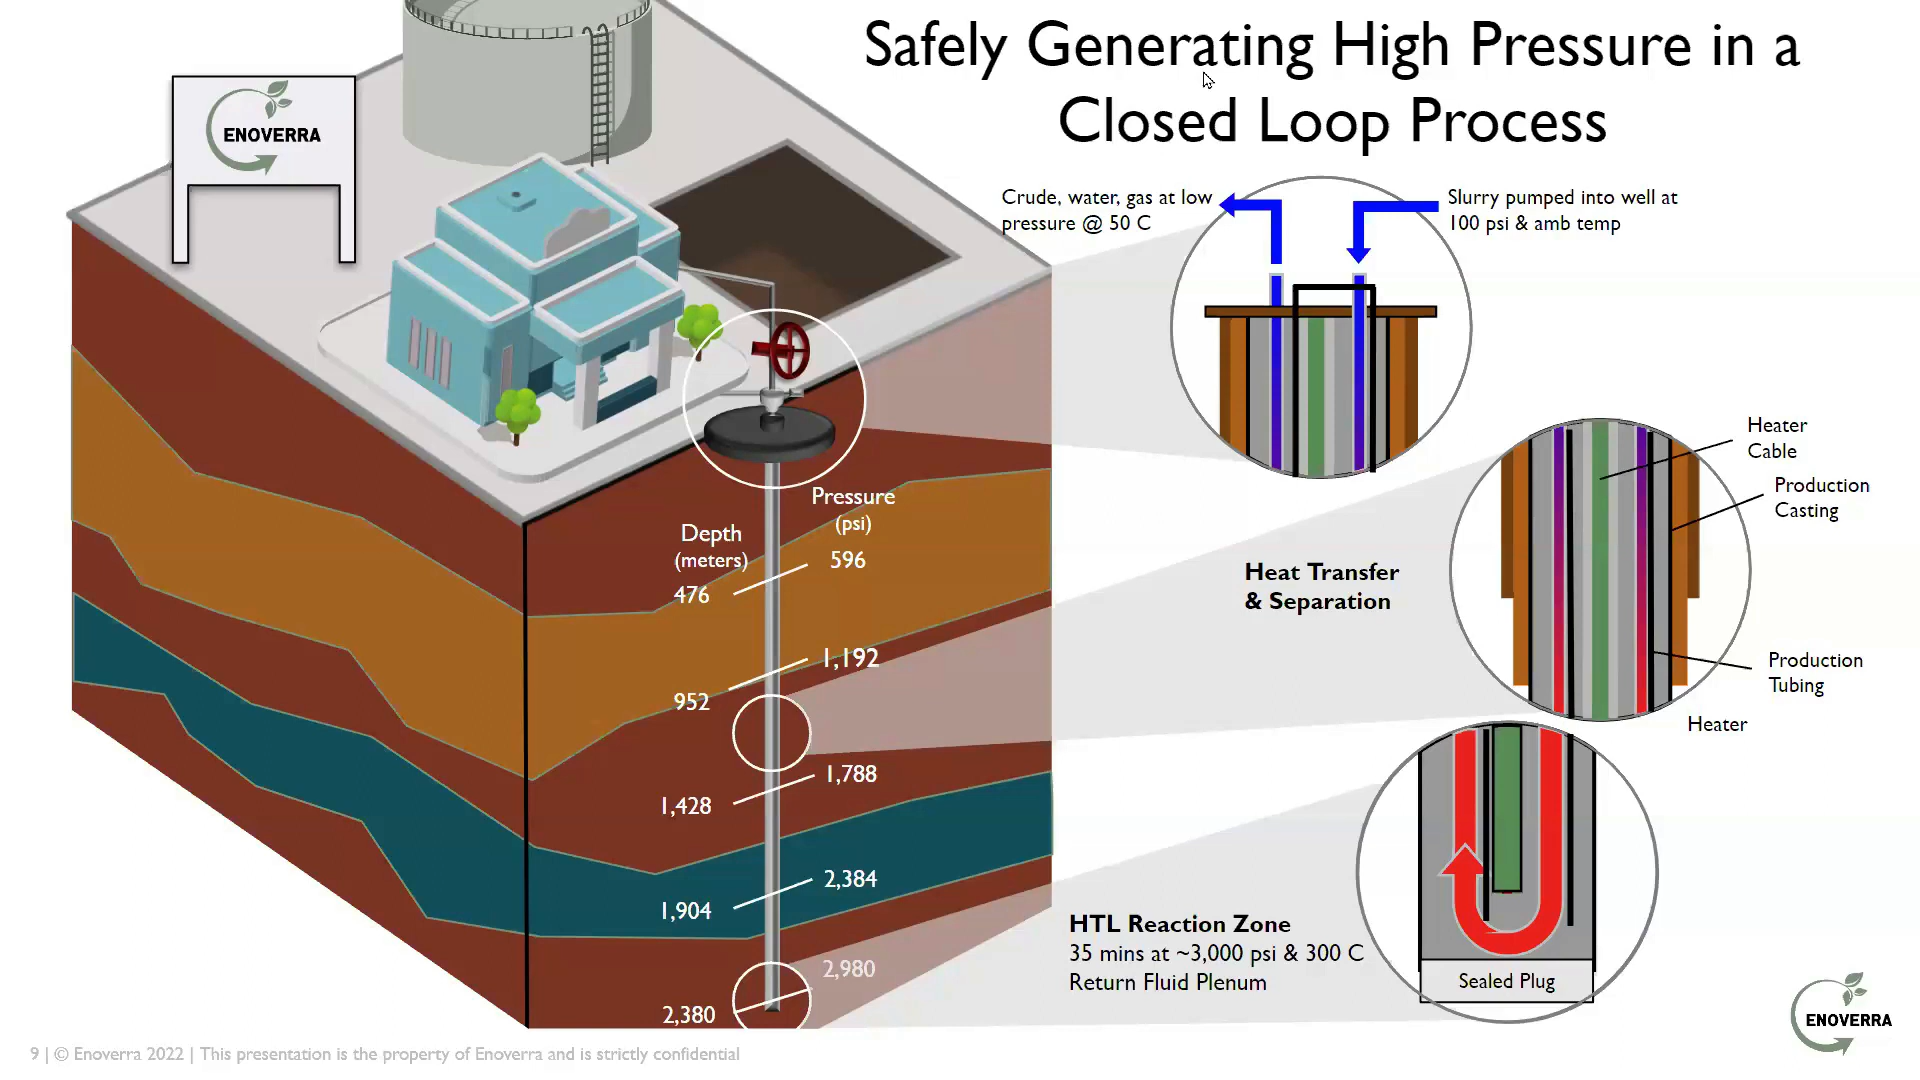 Safely Generating High Pressure in a
Closed Loop Process
ENOVERRA
Crude, water, gas at low
pressure @ 50 C
Slurry pumped into well at
100 psi & amb temp
Heater
Cable
Production
Casting
Production
Tubing
Heater
Heat Transfer
& Separation
Depth
(meters)
Pressure
(psi)
476
596
952
1,192
1,428
1,788
1,904
2,384
2,380
2,980
HTL Reaction Zone
35 mins at ~3,000 psi & 300 C
Return Fluid Plenum
Sealed Plug
ENOVERRA
9 | © Enoverra 2022 | This presentation is the property of Enoverra and is strictly confidential